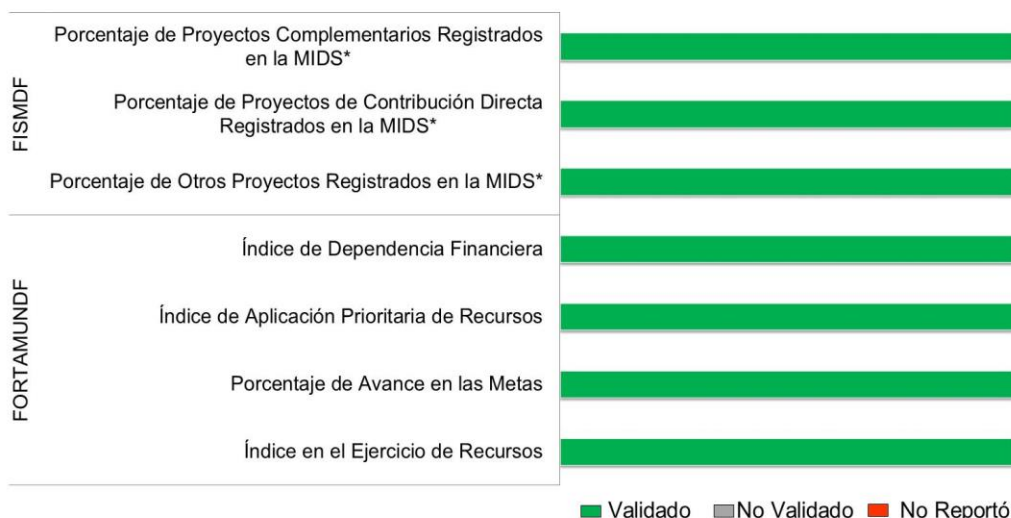 FISMDF
Porcentaje de Proyectos Complementarios Registrados
en la MIDS*
Porcentaje de Proyectos de Contribución Directa
Registrados en la MIDS*
Porcentaje de Otros Proyectos Registrados en la MIDS*
FORTAMUNDF
Índice de Dependencia Financiera
Índice de Aplicación Prioritaria de Recursos
Porcentaje de Avance en las Metas
Índice en el Ejercicio de Recursos
Validado No Validado No Reportó